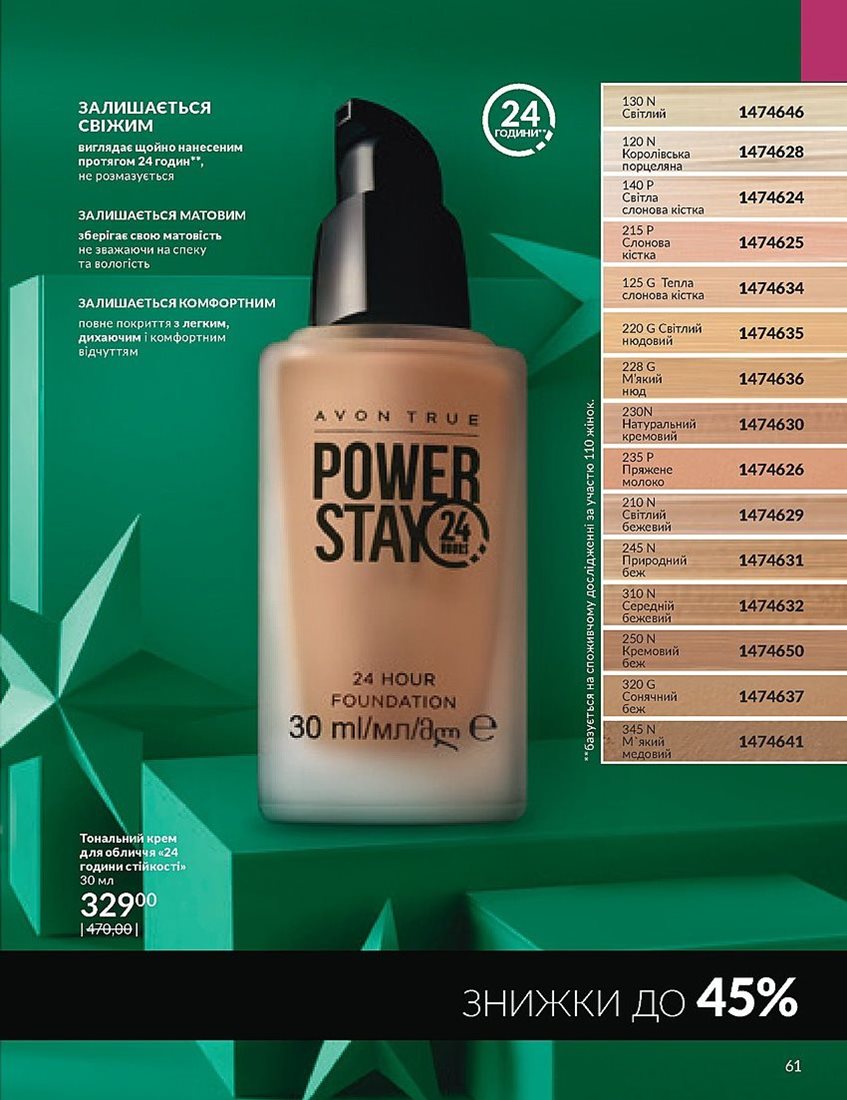 ЗАЛИШАЄТЬСЯ
СВІЖИМ
виглядає щойно нанесеним
протягом 24 годин**,
не розмазується
ЗАЛИШАЄТЬСЯ МАТОВИМ
зберігає свою матовість
не зважаючи на спеку
та вологість
ЗАЛИШАЄТЬСЯ КОМФОРТНИМ
повне покриття з легким,
дихаючим і комфортним
відчуттям
24
ГОДИНИ**
AVON TRUE
POWER
STAY 24
HOURS
24 HOUR
FOUNDATION
30 ml/мл/მლ e
130 N
Світлий 1474646
120 N
Королівська 1474628
порцеляна
140 P
Світла 1474624
слонова кістка
215 P
Слонова 1474625
кістка
125 G Тепла 1474634
слонова кістка
220 G Світлий 1474635
нюдовий
228 G
М'який 1474636
нюд
230N
Натуральний 1474630
кремовий
235 P
Пряжене 1474626
молоко
210 N
Світлий 1474629
бежевий
245 N
Природний 1474631
беж
310 N
Середній 1474632
бежевий
250 N
Кремовий 1474650
беж
320 G
Сонячний 1474637
беж
345 N
М`який 1474641
медовий
**базується на споживчому дослідженні за участю 110 жінок.
Тональний крем
для обличчя «24
години стійкості»
30 мл
32900
| 470,00 |
ЗНИЖКИ ДО 45%
61